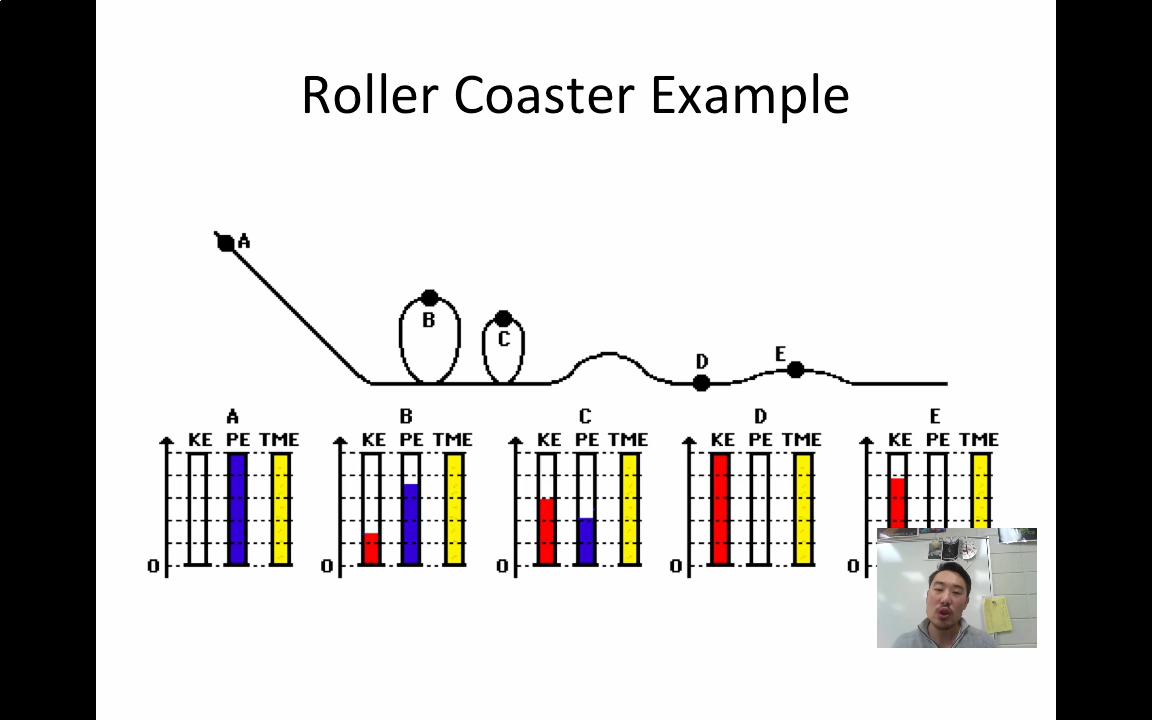 Roller Coaster Example
A
B
C
D
E
A B C D E
KE PE TME KE PE TME KE PE TME KE PE TME KE PE TME
0 0 0 0 0